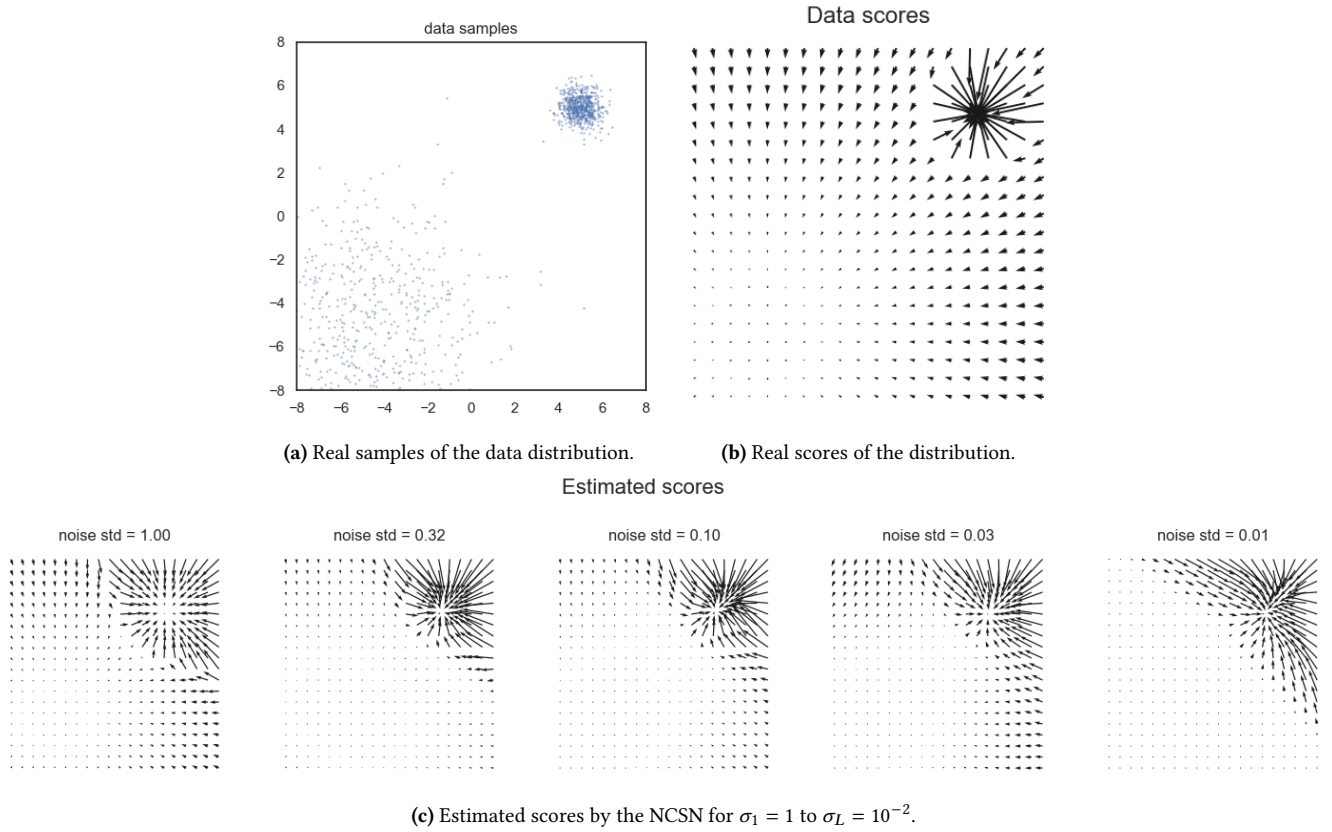 data samples
8
6
4
2
0
−2
−4
−6
−8
−8 −6 −4 −2 0 2 4 6 8
Data scores
(a) Real samples of the data distribution.
(b) Real scores of the distribution.
Estimated scores
noise std = 1.00
noise std = 0.32
noise std = 0.10
noise std = 0.03
noise std = 0.01
(c) Estimated scores by the NCSN for σ₁ = 1 to σ_L = 10⁻².